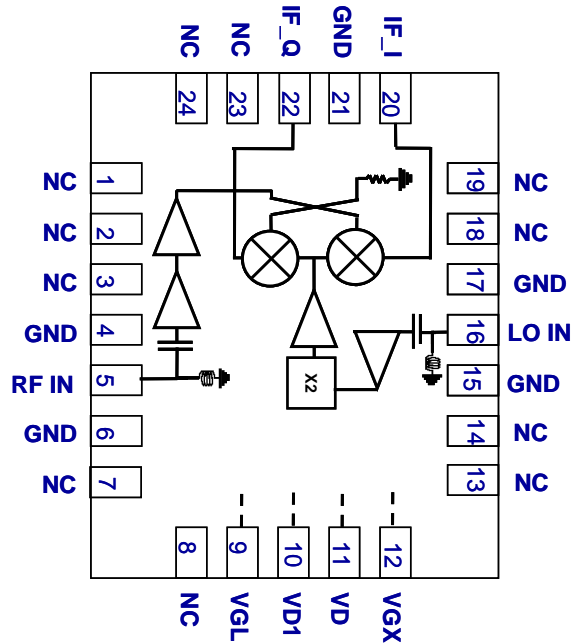 NC
NC
IF_Q
GND
IF_I
24
23
22
21
20
NC 1
NC 2
NC 3
GND 4
RF IN 5
GND 6
NC 7
19 NC
18 NC
17 GND
16 LO IN
15 GND
14 NC
13 NC
X2
8
9
10
11
12
NC
VGL
VD1
VD
VGX